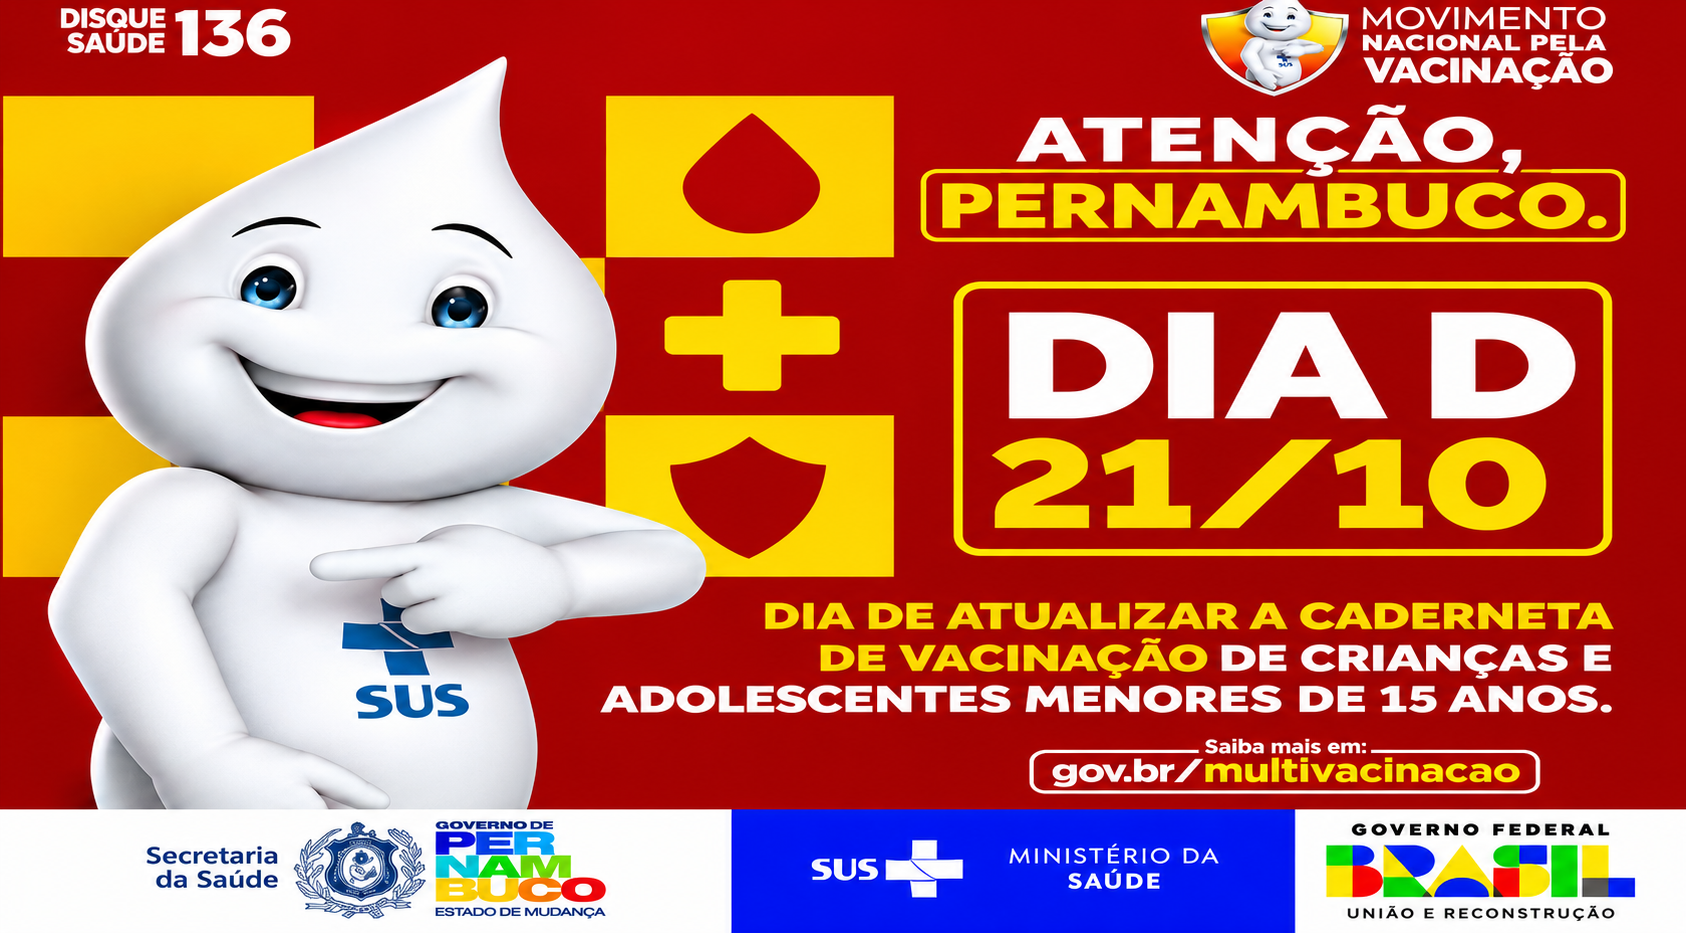 DISQUE
SAÚDE 136
MOVIMENTO
NACIONAL PELA
VACINAÇÃO
SUS
ATENÇÃO,
PERNAMBUCO.
DIA D
21/10
DIA DE ATUALIZAR A CADERNETA
DE VACINAÇÃO DE CRIANÇAS E
ADOLESCENTES MENORES DE 15 ANOS.
Saiba mais em:
gov.br/multivacinacao
SUS
Secretaria
da Saúde
GOVERNO DE
PER
NAM
BUCO
ESTADO DE MUDANÇA
SUS
MINISTÉRIO DA
SAÚDE
GOVERNO FEDERAL
BRASIL
UNIÃO E RECONSTRUÇÃO